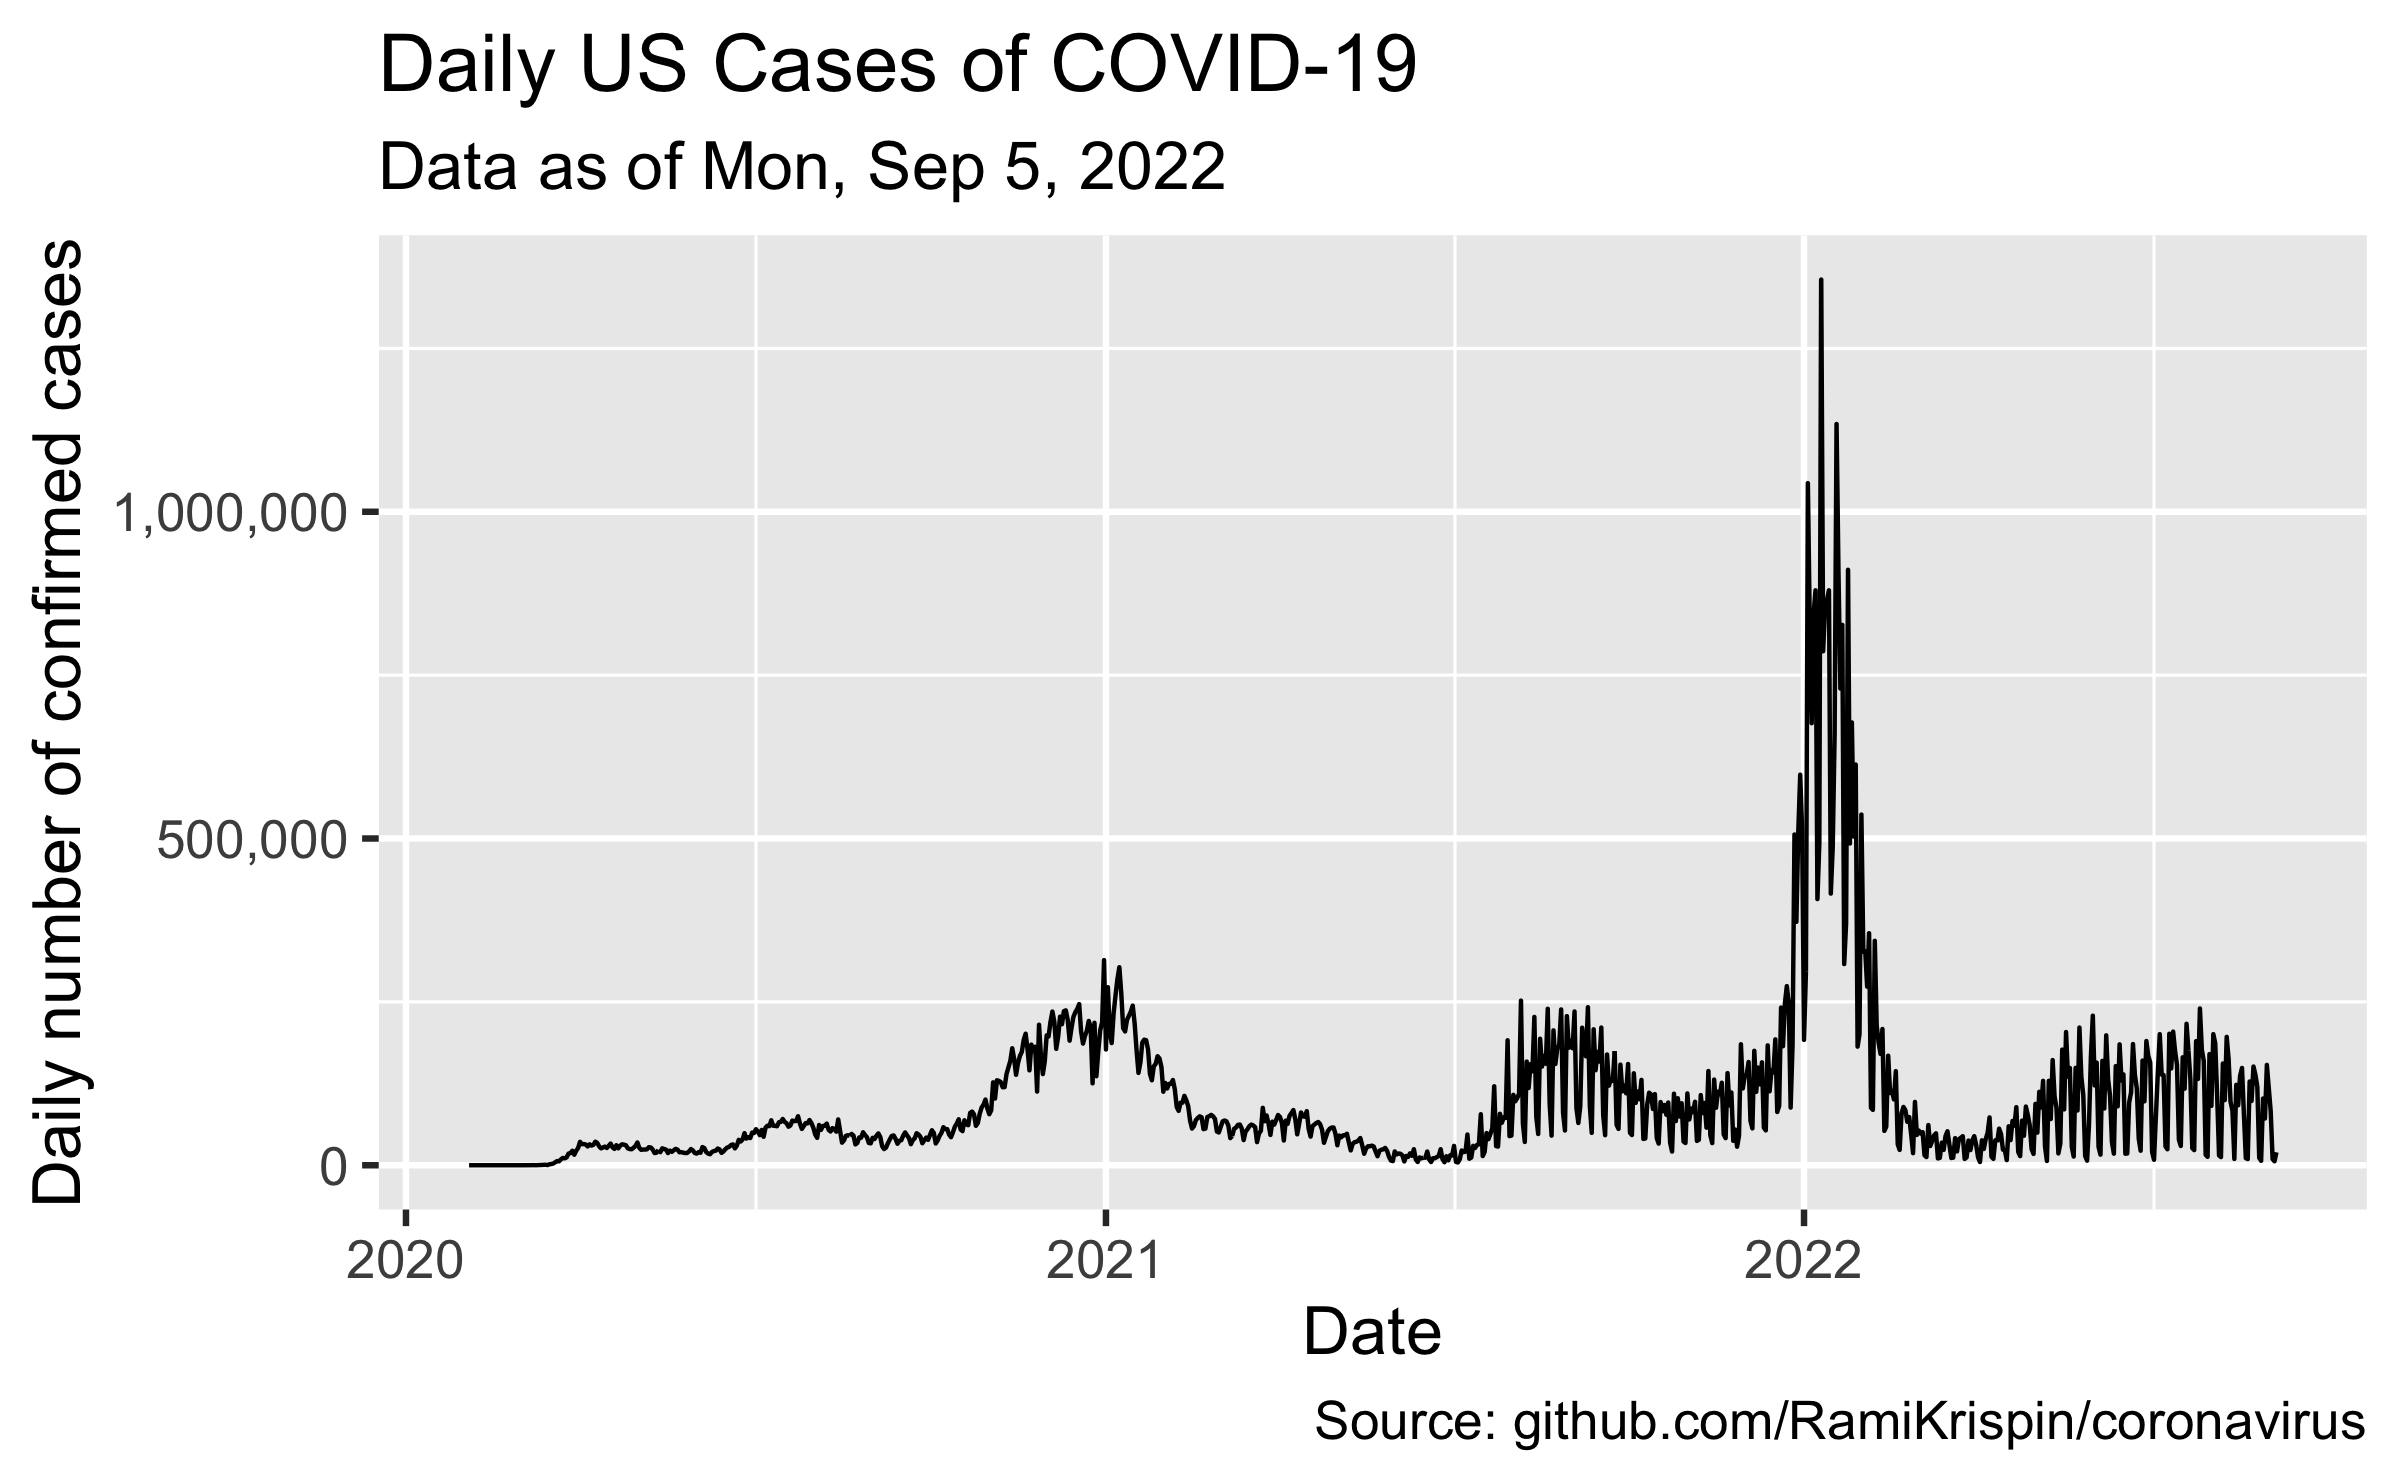 Daily US Cases of COVID-19
Data as of Mon, Sep 5, 2022
Daily number of confirmed cases
1,000,000
500,000
0
2020
2021
2022
Date
Source: github.com/RamiKrispin/coronavirus